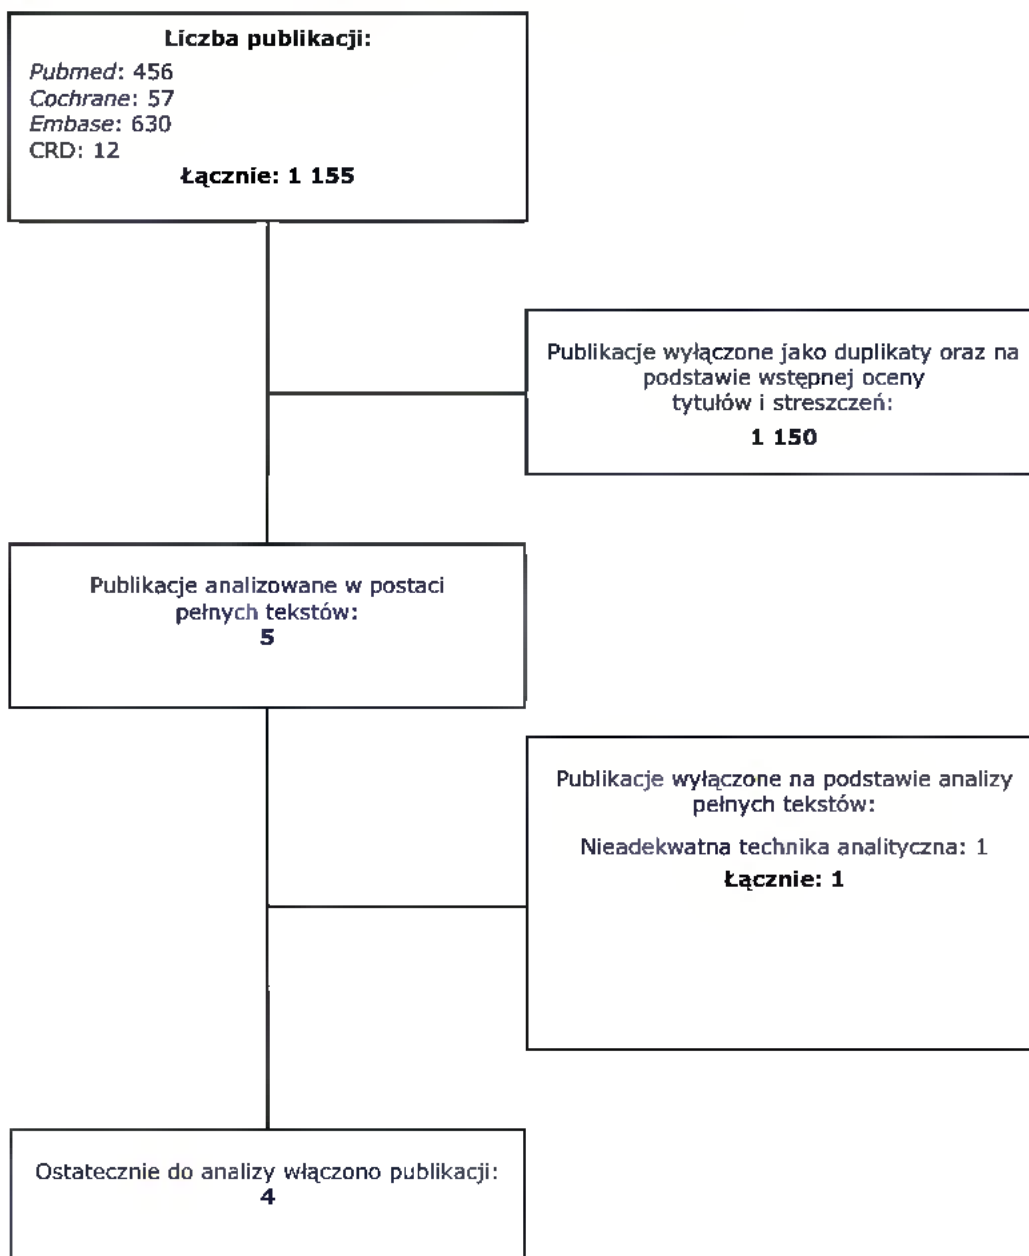 Liczba publikacji:
Pubmed: 456
Cochrane: 57
Embase: 630
CRD: 12
Łącznie: 1 155
Publikacje wyłączone jako duplikaty oraz na
podstawie wstępnej oceny
tytułów i streszczeń:
1 150
Publikacje analizowane w postaci
pełnych tekstów:
5
Publikacje wyłączone na podstawie analizy
pełnych tekstów:
Nieadekwatna technika analityczna: 1
Łącznie: 1
Ostatecznie do analizy włączono publikacji:
4